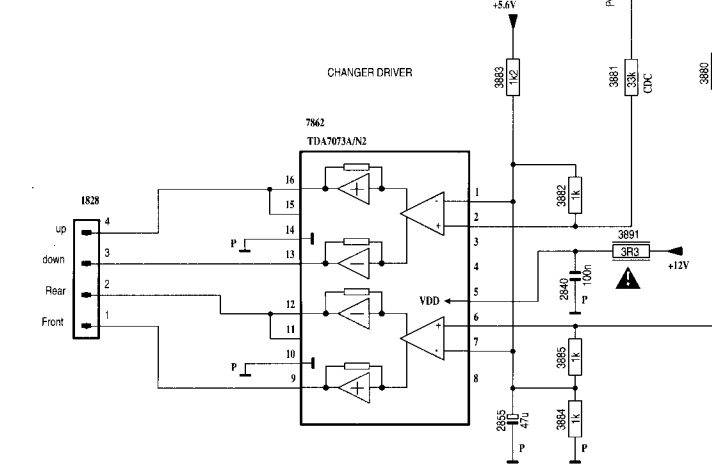 +5.6V
3883
1k2
3881
33k
CDC
3880
CHANGER DRIVER
7862
TDA7073A/N2
1828
up
4
down
3
Rear
2
Front
1
16
15
14
P
13
12
11
10
P
9
1
2
3
4
5
6
7
8
VDD
3882
1k
3891
3R3
+12V
2840
100n
P
3885
1k
2855
47u
P
3884
1k
P